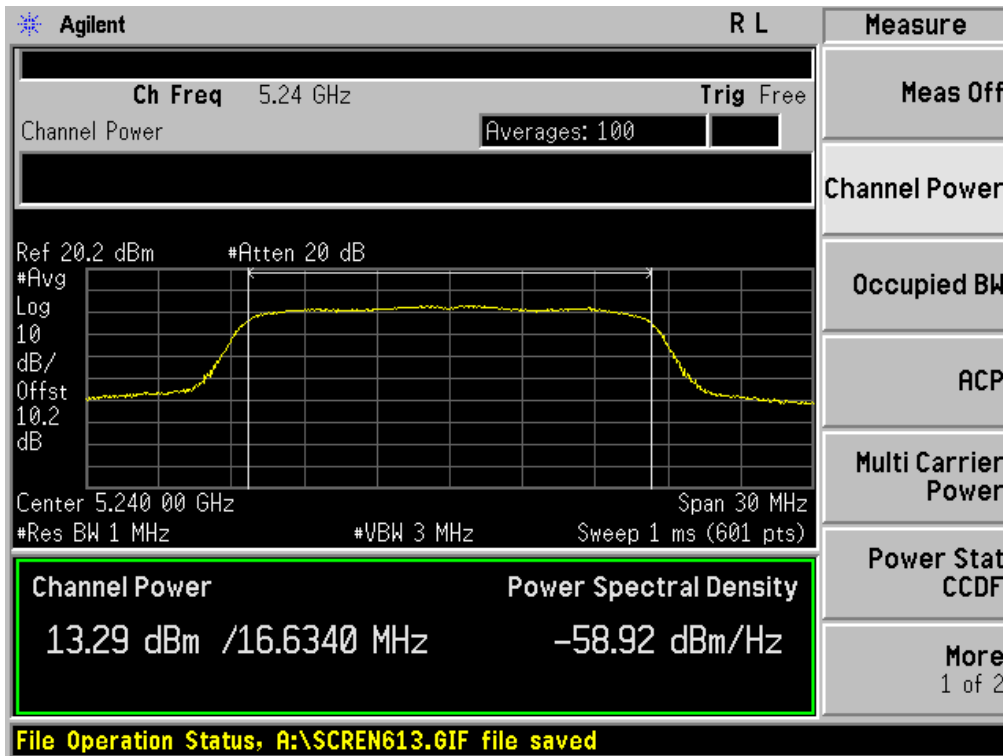 Agilent R L Measure
Ch Freq 5.24 GHz Trig Free
Meas Off
Channel Power Averages: 100
Channel Power
Ref 20.2 dBm #Atten 20 dB
#Avg
Log
10
dB/
Offst
10.2
dB
Occupied BW
ACP
Center 5.240 00 GHz Span 30 MHz
#Res BW 1 MHz #VBW 3 MHz Sweep 1 ms (601 pts)
Multi Carrier
Power
Channel Power Power Spectral Density
13.29 dBm /16.6340 MHz -58.92 dBm/Hz
Power Stat
CCDF
More
1 of 2
File Operation Status, A:\SCREN613.GIF file saved